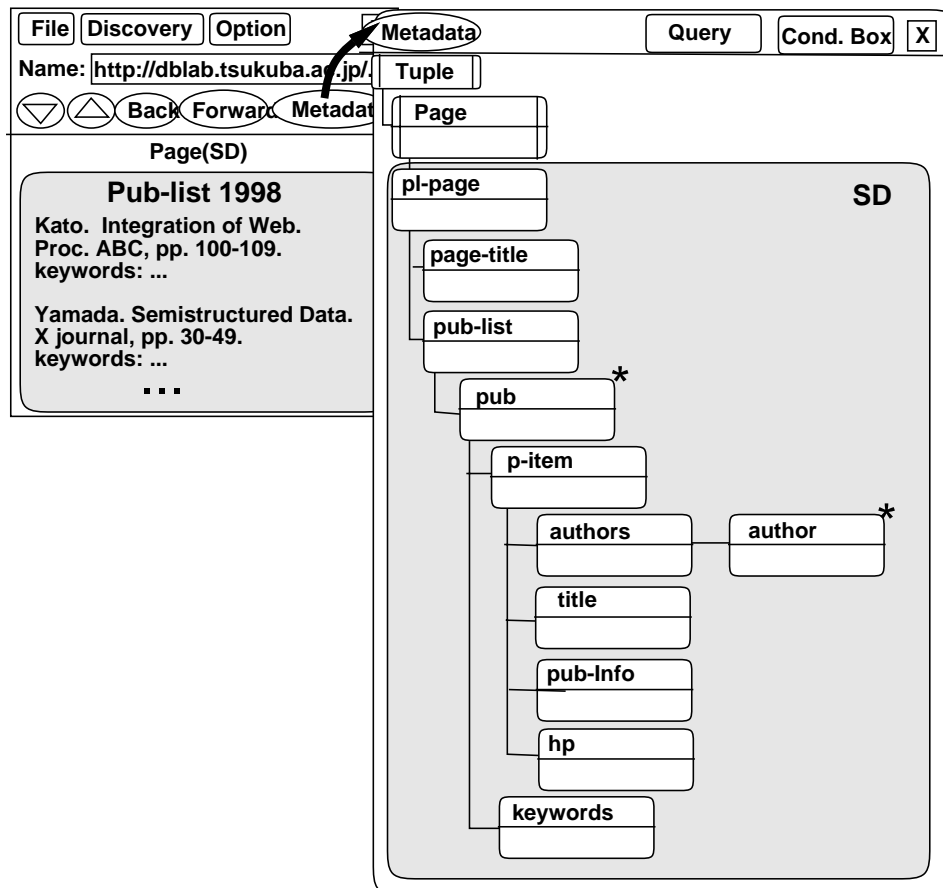 File Discovery Option
Name: http://dblab.tsukuba.ac.jp/.
Back Forward Metadat
Page(SD)
Pub-list 1998
Kato. Integration of Web.
Proc. ABC, pp. 100-109.
keywords: ...
Yamada. Semistructured Data.
X journal, pp. 30-49.
keywords: ...
...
Metadata Query Cond. Box X
Tuple
Page
SD
pl-page
page-title
pub-list
pub *
p-item
authors author *
title
pub-Info
hp
keywords